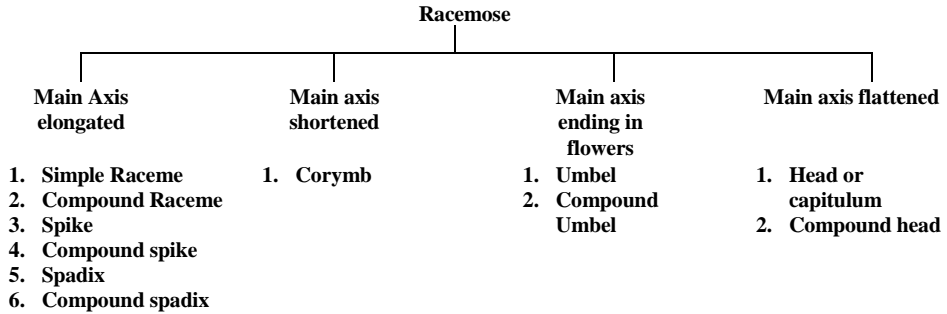 Racemose
Main Axis
elongated
1. Simple Raceme
2. Compound Raceme
3. Spike
4. Compound spike
5. Spadix
6. Compound spadix
Main axis
shortened
1. Corymb
Main axis
ending in
flowers
1. Umbel
2. Compound
Umbel
Main axis flattened
1. Head or
capitulum
2. Compound head